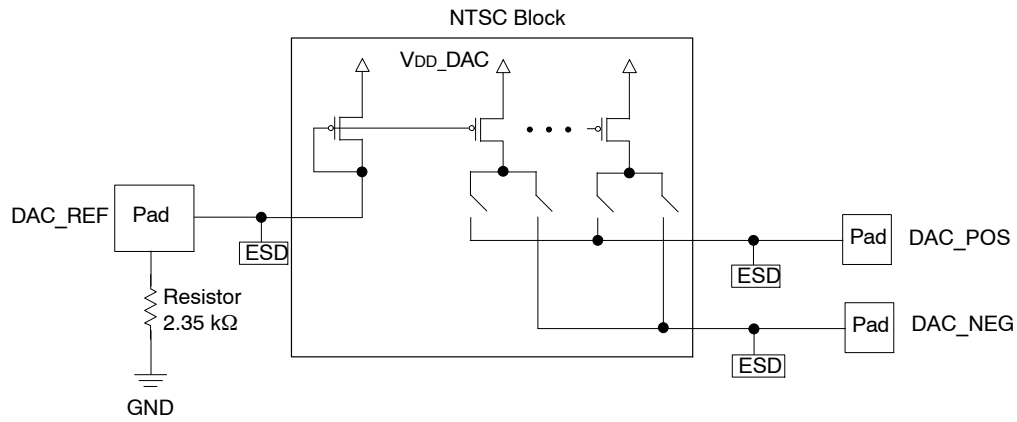 NTSC Block
VDD_DAC
DAC_REF
Pad
ESD
Resistor
2.35 kΩ
GND
Pad
DAC_POS
ESD
Pad
DAC_NEG
ESD